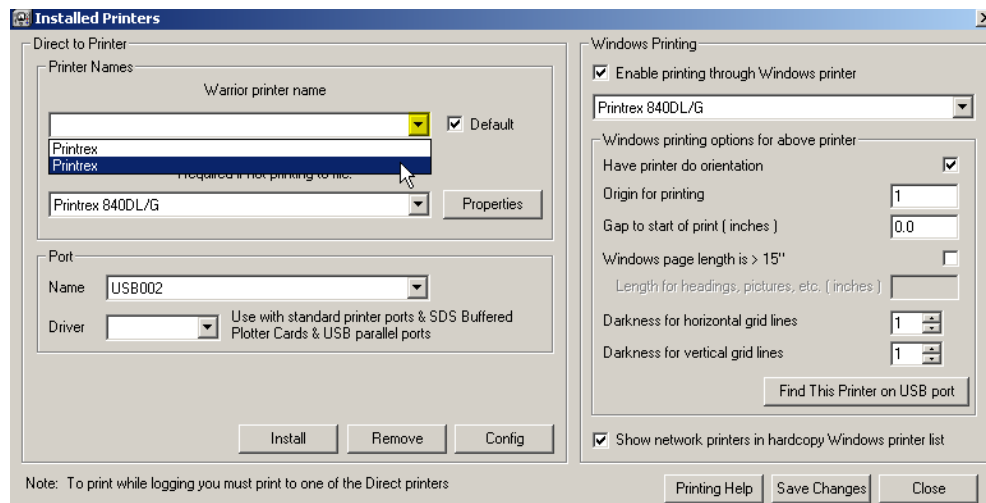 Installed Printers
Direct to Printer
Printer Names
Warrior printer name
Default
Printrex
Printrex
Required if not printing to file.
Printrex 840DL/G
Properties
Port
Name
USB002
Driver
Use with standard printer ports & SDS Buffered
Plotter Cards & USB parallel ports
Install
Remove
Config
Note: To print while logging you must print to one of the Direct printers
Windows Printing
Enable printing through Windows printer
Printrex 840DL/G
Windows printing options for above printer
Have printer do orientation
Origin for printing
1
Gap to start of print ( inches )
0.0
Windows page length is > 15"
Length for headings, pictures, etc. ( inches )
Darkness for horizontal grid lines
1
Darkness for vertical grid lines
1
Find This Printer on USB port
Show network printers in hardcopy Windows printer list
Printing Help
Save Changes
Close